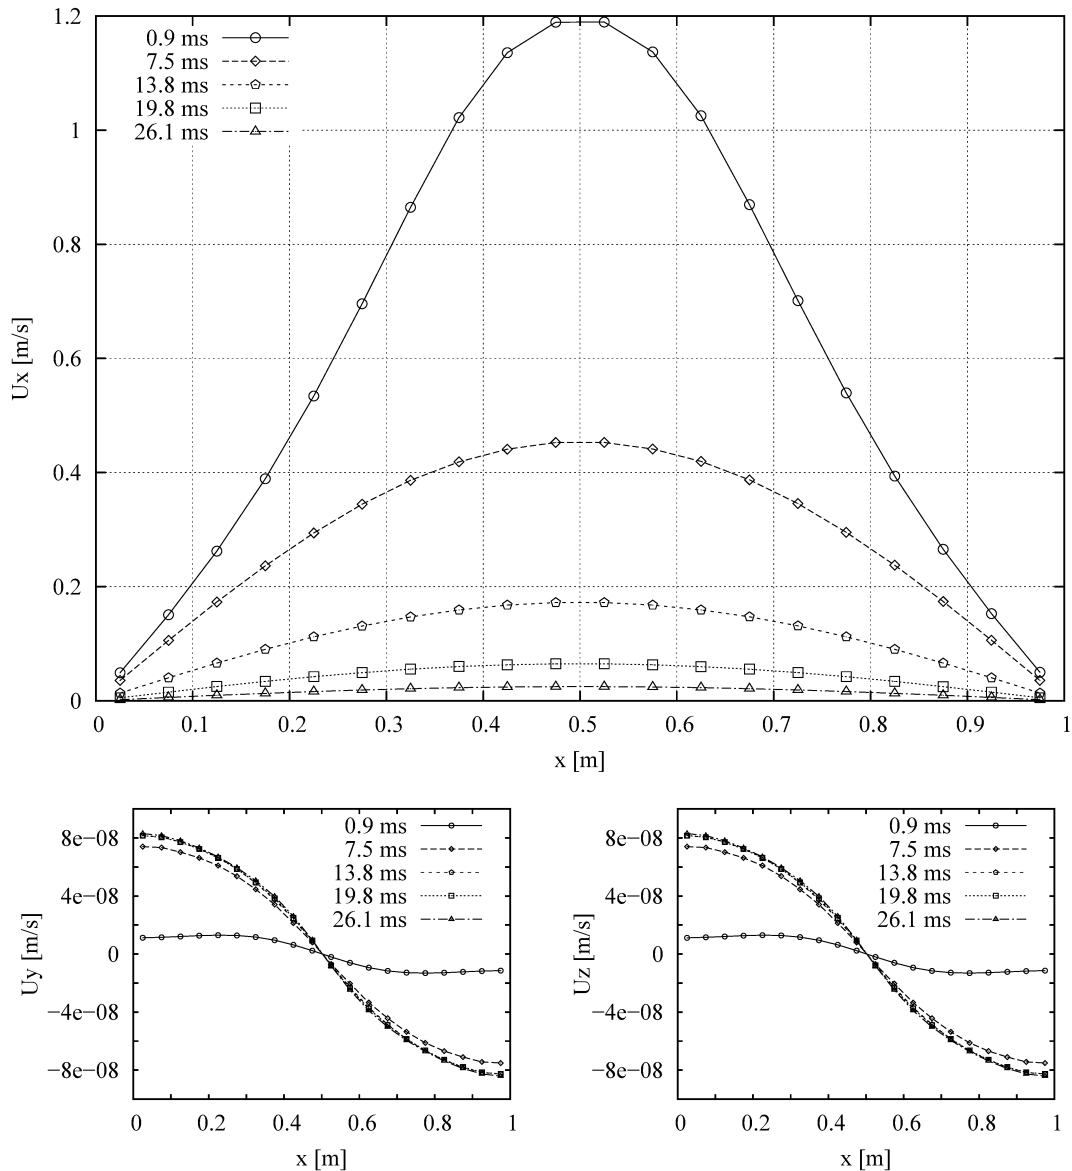 1.2
1
0.8
0.6
0.4
0.2
0
Ux [m/s]
0.9 ms
7.5 ms
13.8 ms
19.8 ms
26.1 ms
0 0.1 0.2 0.3 0.4 0.5 0.6 0.7 0.8 0.9 1
x [m]
8e−08
4e−08
0
−4e−08
−8e−08
Uy [m/s]
0.9 ms
7.5 ms
13.8 ms
19.8 ms
26.1 ms
0 0.2 0.4 0.6 0.8 1
x [m]
8e−08
4e−08
0
−4e−08
−8e−08
Uz [m/s]
0.9 ms
7.5 ms
13.8 ms
19.8 ms
26.1 ms
0 0.2 0.4 0.6 0.8 1
x [m]